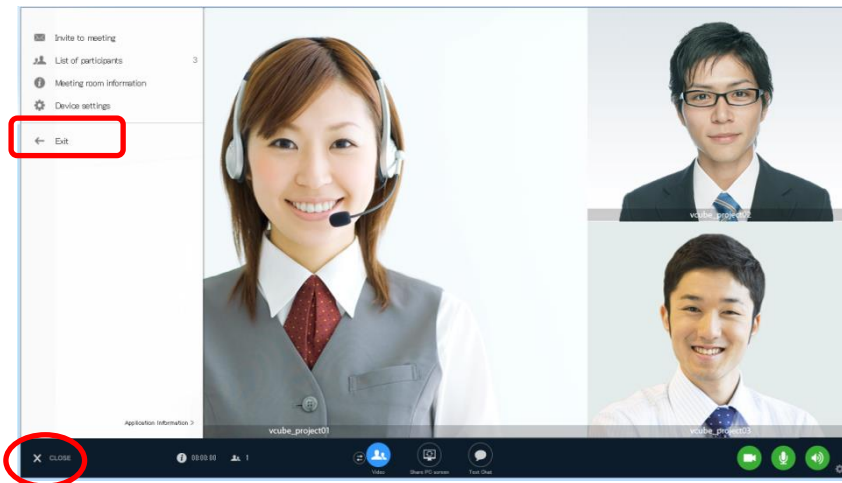 Invite to meeting
List of participants 3
Meeting room information
Device settings
Exit
vcube_project02
Application Information >
vcube_project01
vcube_project03
CLOSE
00:00:00 1
Video
Share PC screen
Text Chat